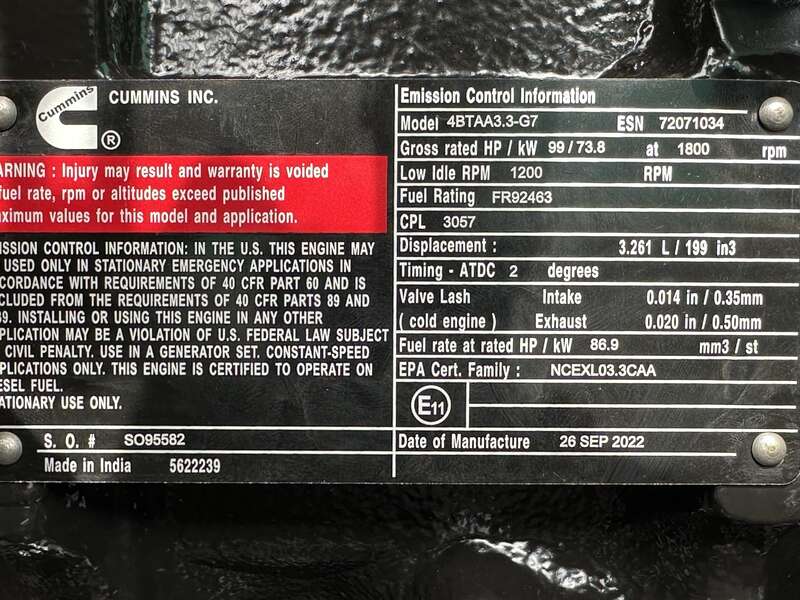 Cummins
®
CUMMINS INC.
ARNING : Injury may result and warranty is voided
fuel rate, rpm or altitudes exceed published
aximum values for this model and application.
ISSION CONTROL INFORMATION: IN THE U.S. THIS ENGINE MAY
USED ONLY IN STATIONARY EMERGENCY APPLICATIONS IN
CORDANCE WITH REQUIREMENTS OF 40 CFR PART 60 AND IS
CLUDED FROM THE REQUIREMENTS OF 40 CFR PARTS 89 AND
39. INSTALLING OR USING THIS ENGINE IN ANY OTHER
PLICATION MAY BE A VIOLATION OF U.S. FEDERAL LAW SUBJECT
CIVIL PENALTY. USE IN A GENERATOR SET. CONSTANT-SPEED
PLICATIONS ONLY. THIS ENGINE IS CERTIFIED TO OPERATE ON
ESEL FUEL.
ATIONARY USE ONLY.
S. O. # SO95582
Made in India 5622239
Emission Control Information
Model 4BTAA3.3-G7 ESN 72071034
Gross rated HP / kW 99 / 73.8 at 1800 rpm
Low Idle RPM 1200 RPM
Fuel Rating FR92463
CPL 3057
Displacement : 3.261 L / 199 in3
Timing - ATDC 2 degrees
Valve Lash Intake 0.014 in / 0.35mm
( cold engine ) Exhaust 0.020 in / 0.50mm
Fuel rate at rated HP / kW 86.9 mm3 / st
EPA Cert. Family : NCEXL03.3CAA
E11
Date of Manufacture 26 SEP 2022